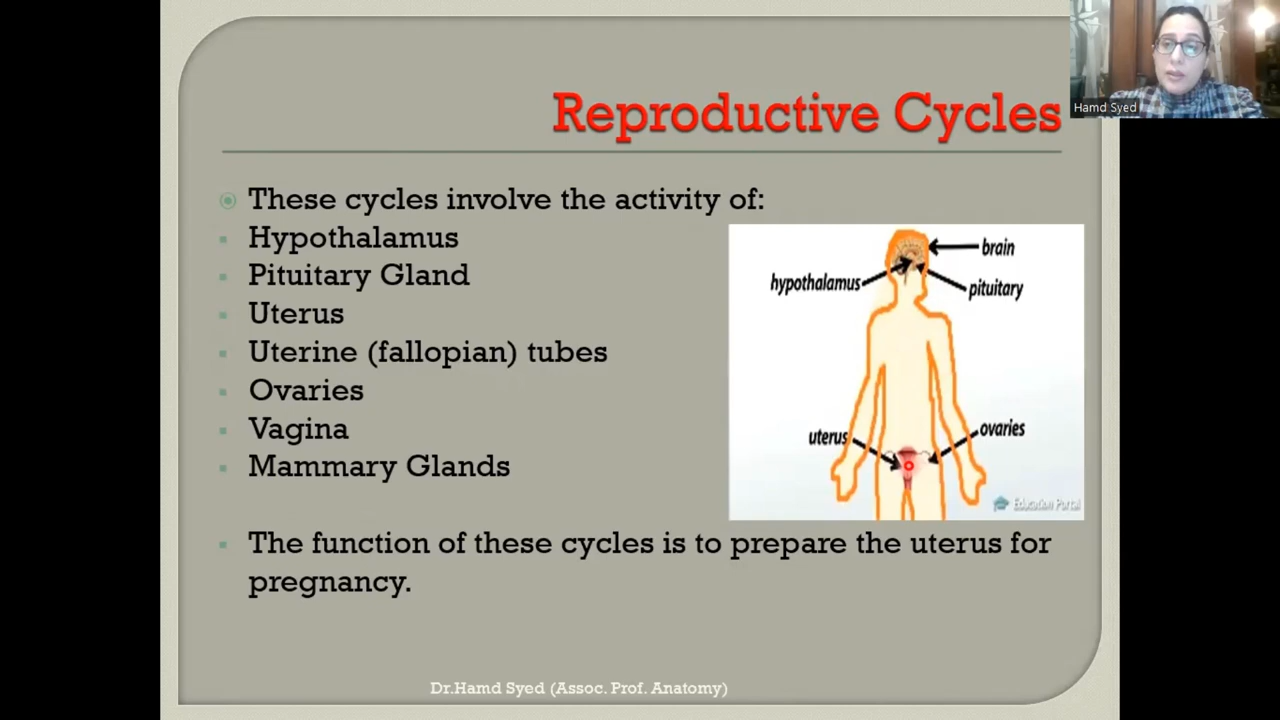 Reproductive Cycles
Hamd Syed
These cycles involve the activity of:
Hypothalamus
Pituitary Gland
Uterus
Uterine (fallopian) tubes
Ovaries
Vagina
Mammary Glands
brain
hypothalamus
pituitary
uterus
ovaries
Education Portal
The function of these cycles is to prepare the uterus for
pregnancy.
Dr.Hamd Syed (Assoc. Prof. Anatomy)